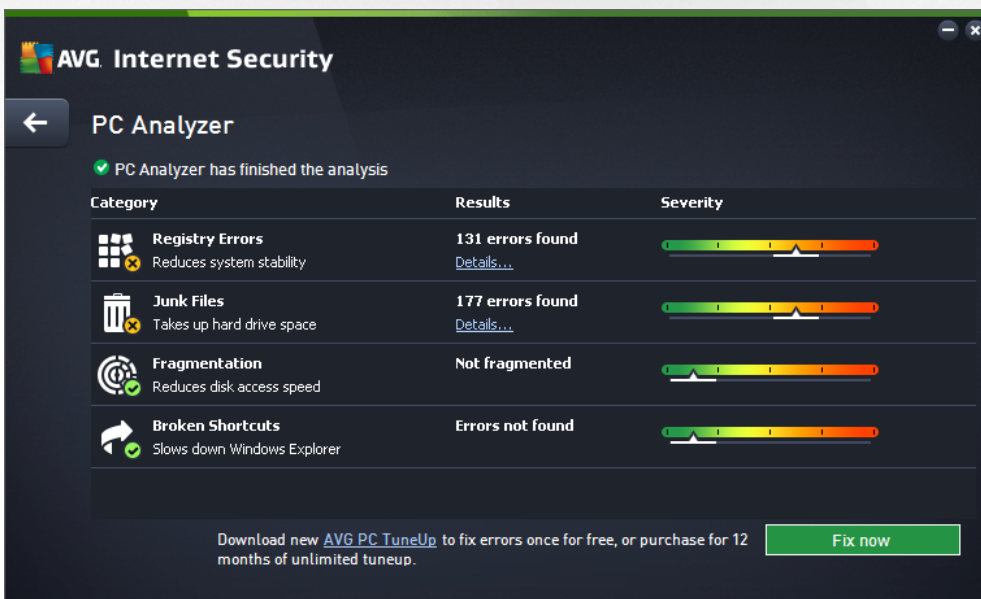 AVG. Internet Security
PC Analyzer
PC Analyzer has finished the analysis
Category Results Severity
Registry Errors 131 errors found
Reduces system stability Details...
Junk Files 177 errors found
Takes up hard drive space Details...
Fragmentation Not fragmented
Reduces disk access speed
Broken Shortcuts Errors not found
Slows down Windows Explorer
Download new AVG PC TuneUp to fix errors once for free, or purchase for 12
months of unlimited tuneup.
Fix now